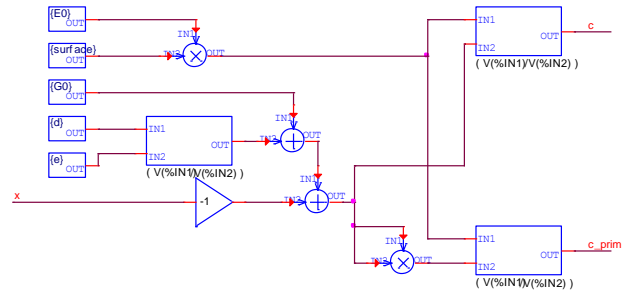 {E0}
OUT
IN1
{surface}
OUT
IN2
OUT
IN1
OUT
c
IN2
( V(%IN1)/V(%IN2) )
{G0}
OUT
IN1
{d}
OUT
IN1
OUT
IN2
OUT
{e}
OUT
IN2
( V(%IN1)/V(%IN2) )
IN1
x
-1
IN2
OUT
IN1
OUT
IN1
OUT
c_prim
IN2
IN2
( V(%IN1)/V(%IN2) )